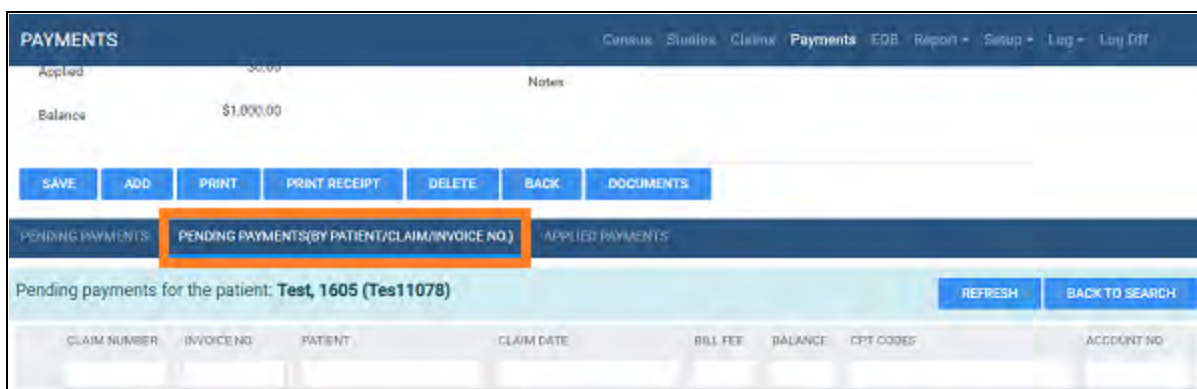 PAYMENTS Census Studies Claims Payments EOB Report Setup Log Log Off
Applied $0.00
Notes
Balance $1,000.00
SAVE ADD PRINT PRINT RECEIPT DELETE BACK DOCUMENTS
PENDING PAYMENTS PENDING PAYMENTS(BY PATIENT/CLAIM/INVOICE NO.) APPLIED PAYMENTS
Pending payments for the patient: Test, 1605 (Tes11078) REFRESH BACK TO SEARCH
CLAIM NUMBER INVOICE NO. PATIENT CLAIM DATE BILL FEE BALANCE CPT CODES ACCOUNT NO.